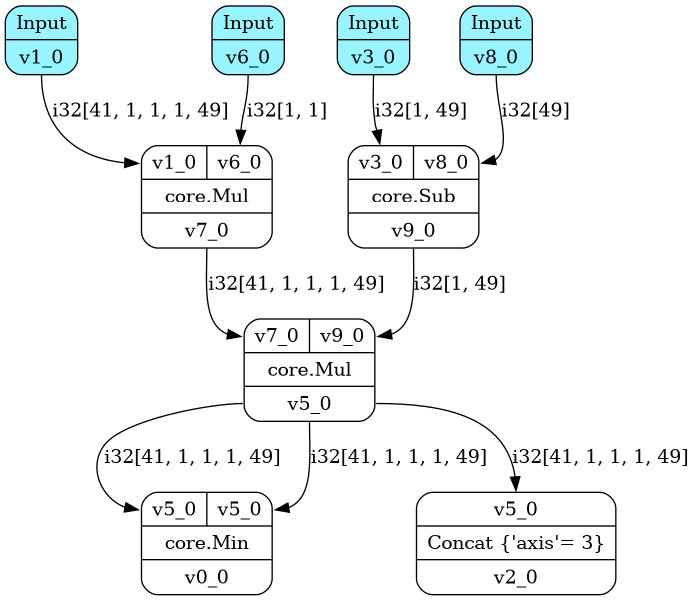 Input
v1_0
Input
v6_0
Input
v3_0
Input
v8_0
i32[41, 1, 1, 1, 49]
i32[1, 1]
i32[1, 49]
i32[49]
v1_0
v6_0
core.Mul
v7_0
v3_0
v8_0
core.Sub
v9_0
i32[41, 1, 1, 1, 49]
i32[1, 49]
v7_0
v9_0
core.Mul
v5_0
i32[41, 1, 1, 1, 49]
i32[41, 1, 1, 1, 49]
i32[41, 1, 1, 1, 49]
v5_0
v5_0
core.Min
v0_0
v5_0
Concat {'axis'= 3}
v2_0